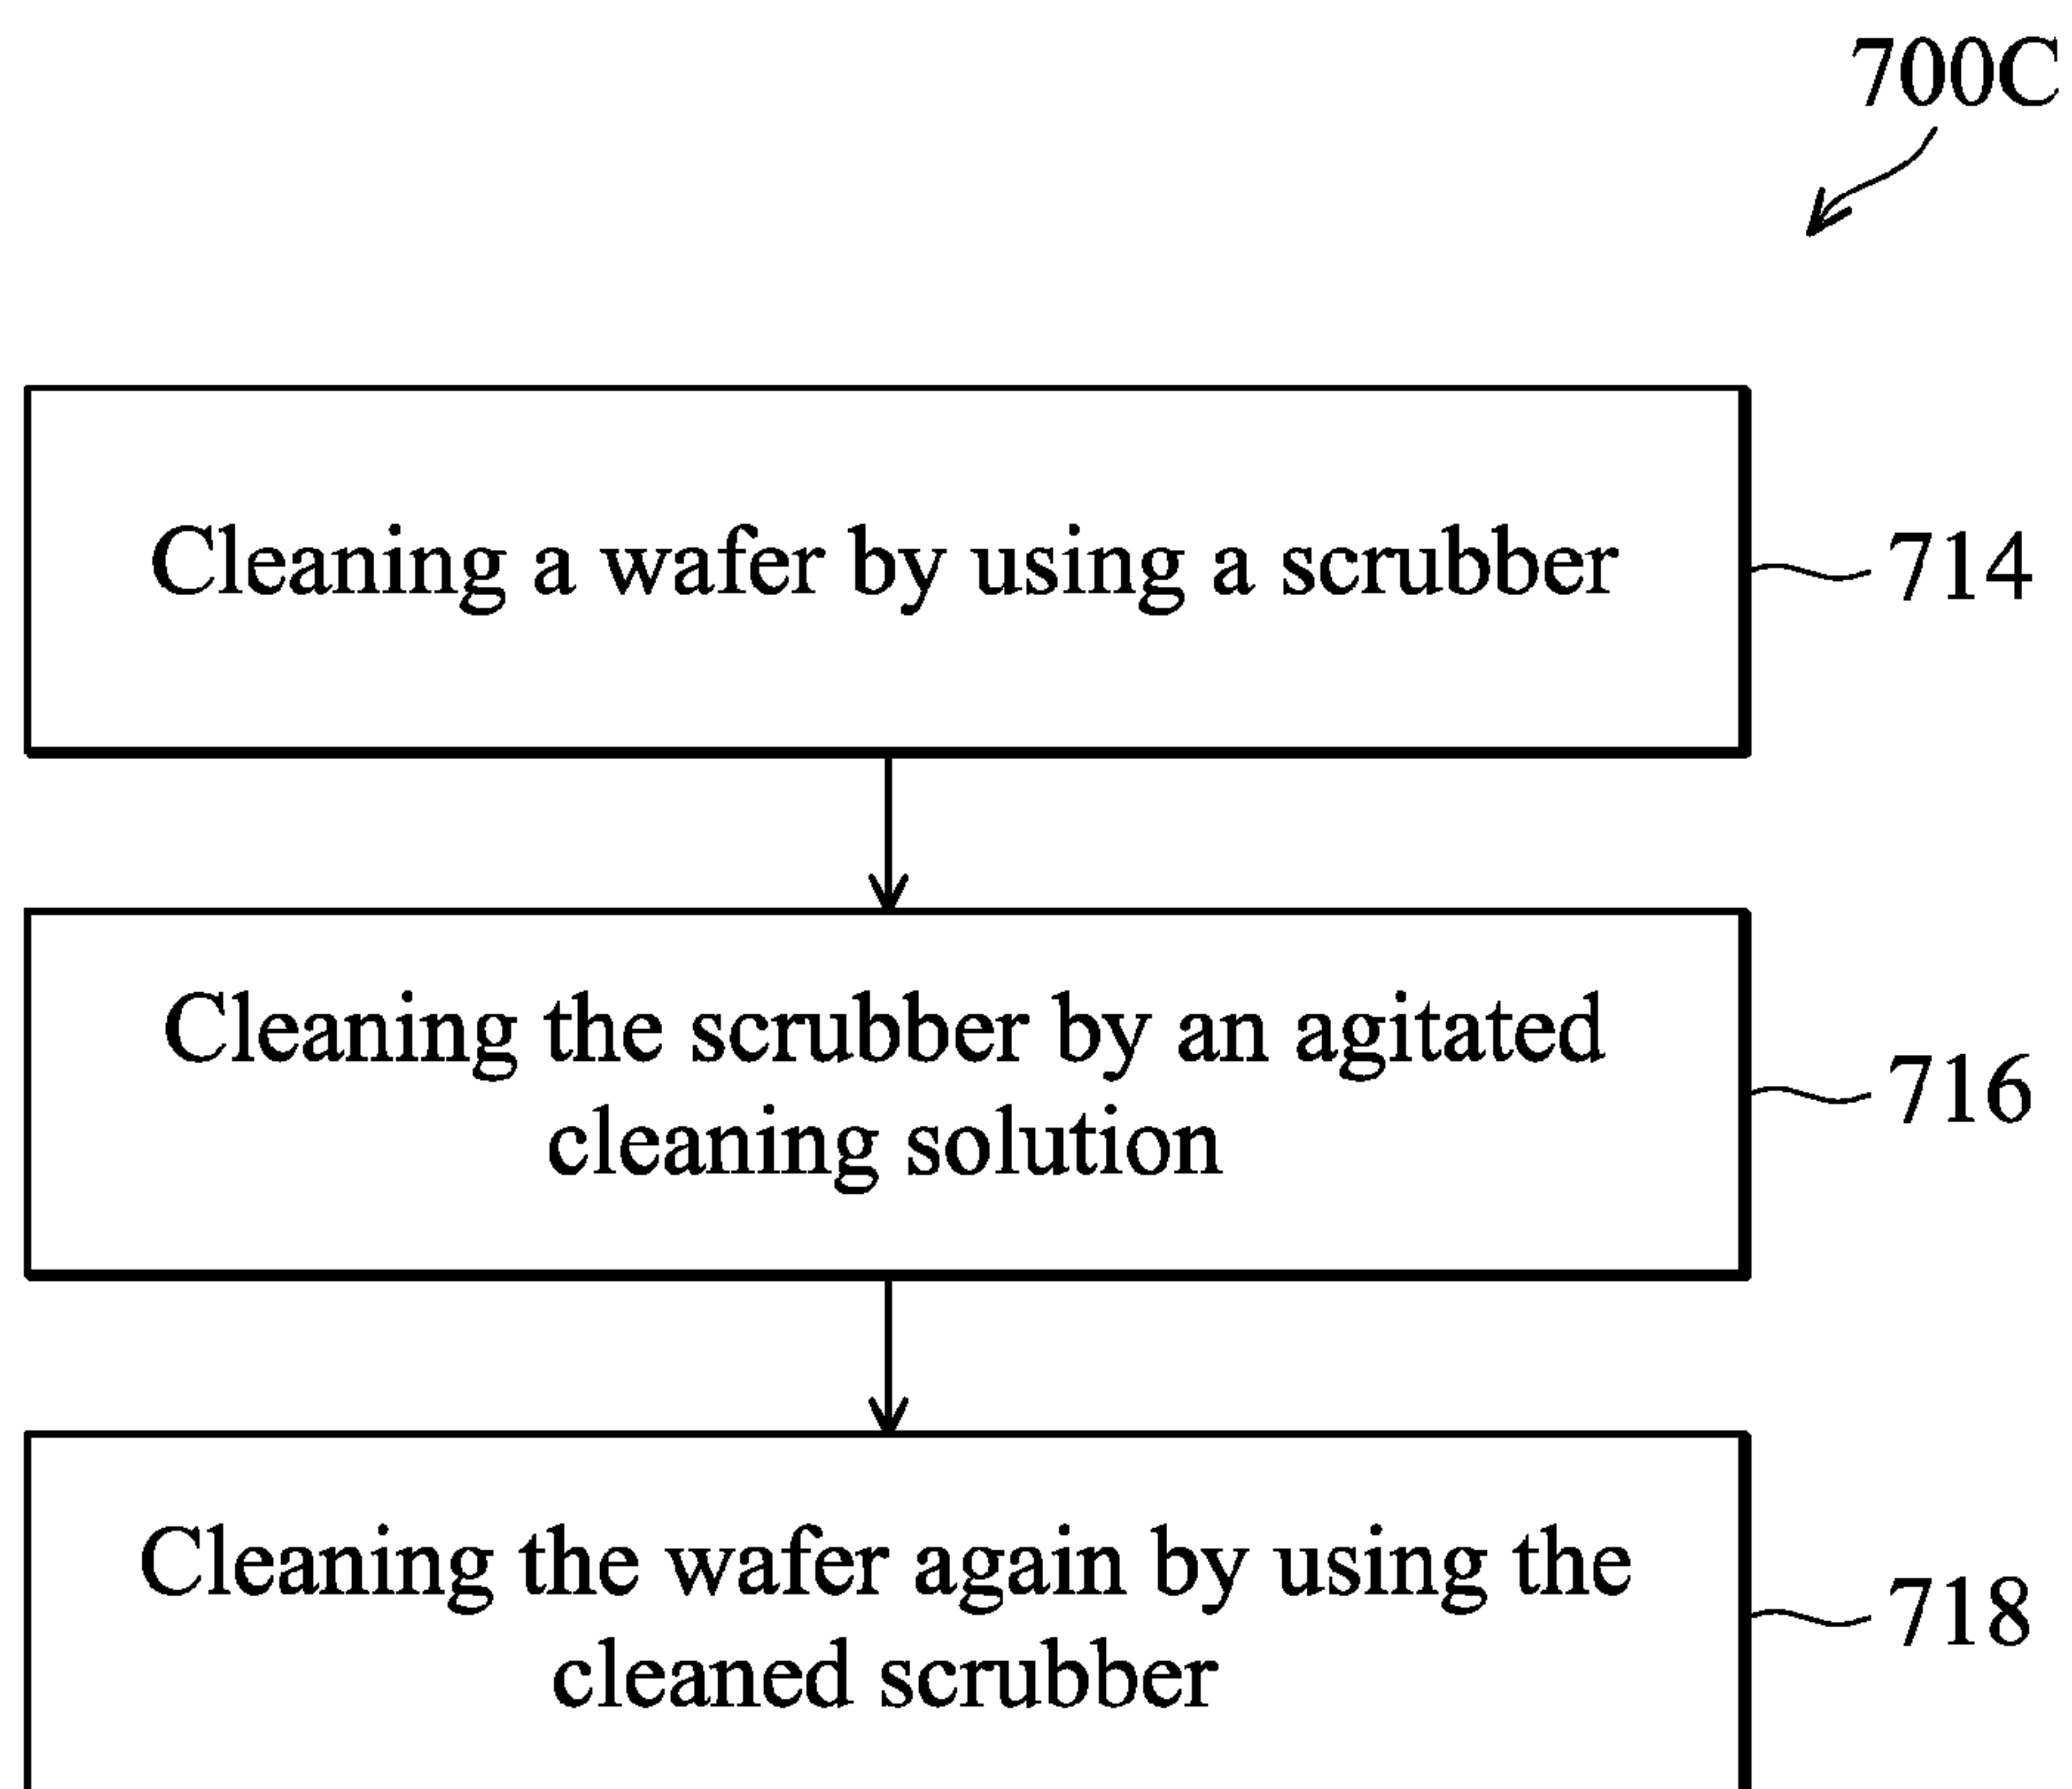 700C
Cleaning a wafer by using a scrubber
714
Cleaning the scrubber by an agitated
cleaning solution
716
Cleaning the wafer again by using the
cleaned scrubber
718